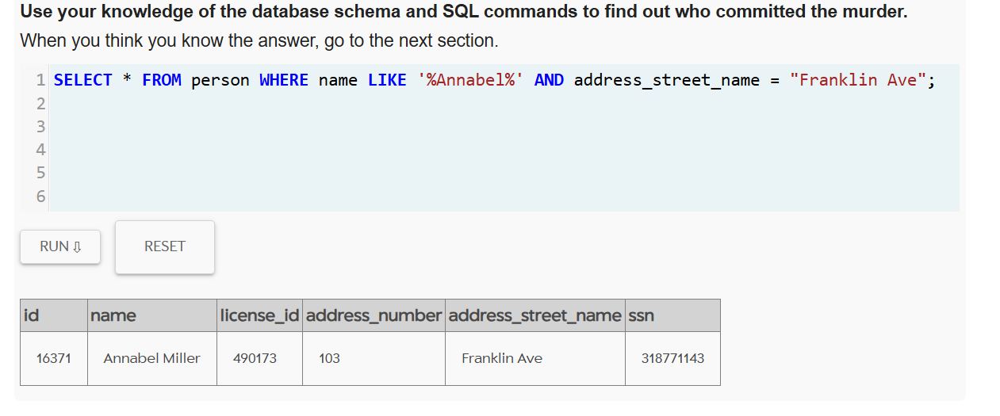 Use your knowledge of the database schema and SQL commands to find out who committed the murder.
When you think you know the answer, go to the next section.
1 SELECT * FROM person WHERE name LIKE '%Annabel%' AND address_street_name = "Franklin Ave";
2
3
4
5
6
RUN ⇩ RESET
id name license_id address_number address_street_name ssn
16371 Annabel Miller 490173 103 Franklin Ave 318771143